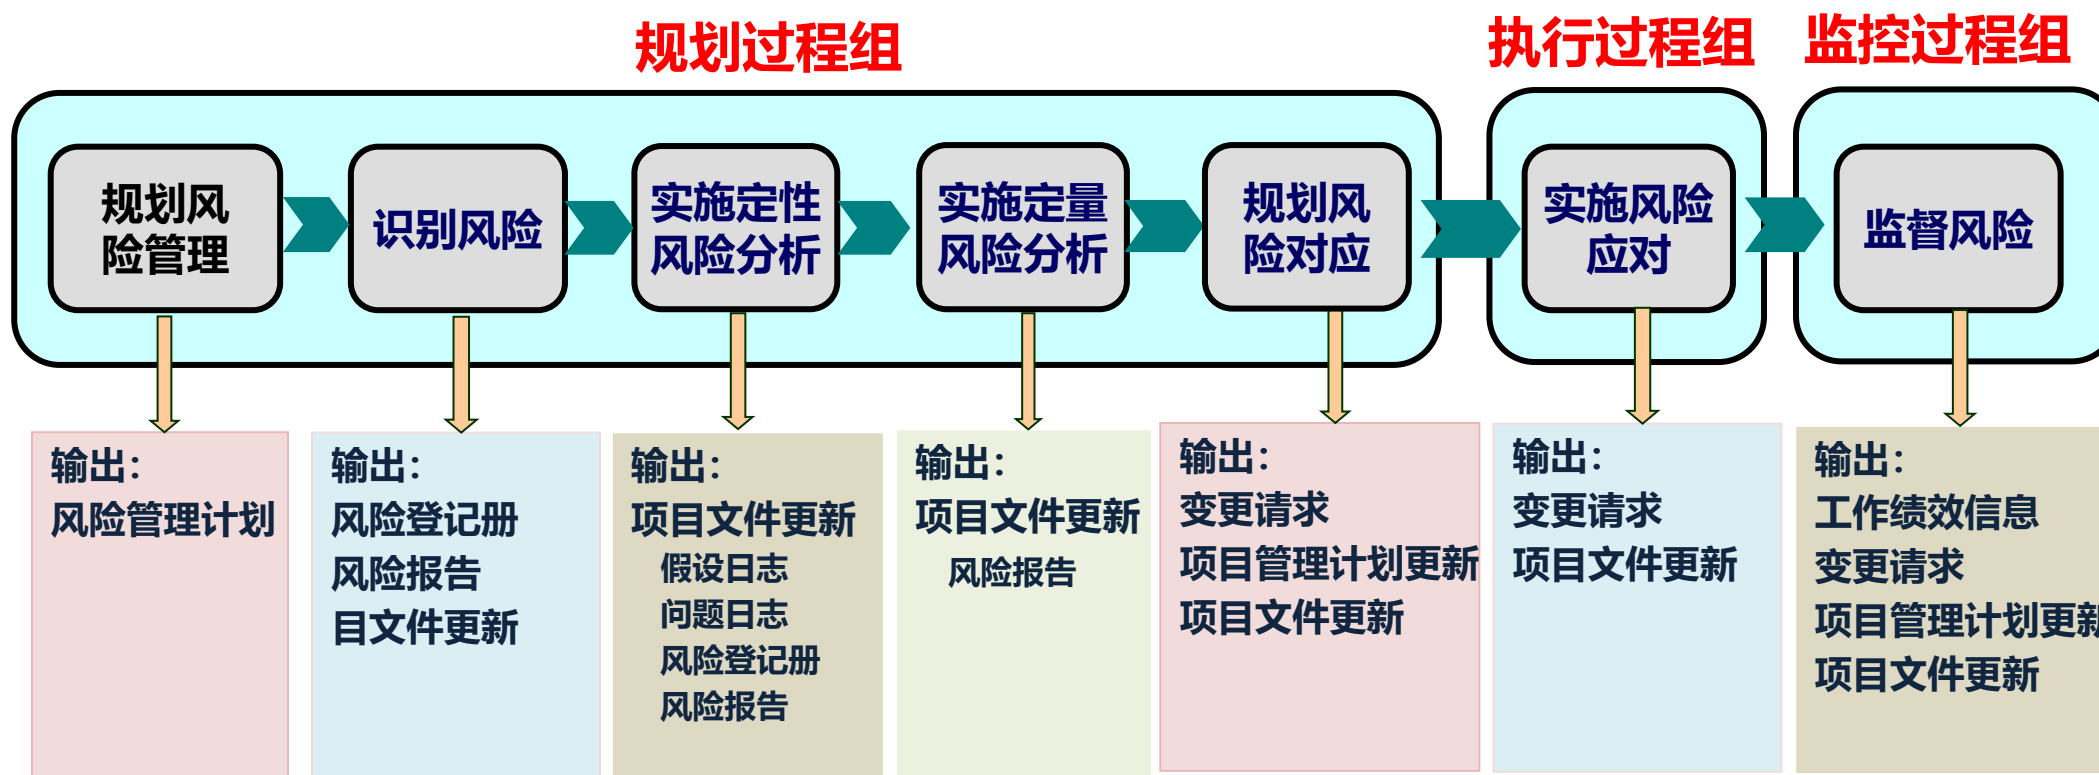 规划过程组
执行过程组
监控过程组
规划风
险管理
识别风险
实施定性
风险分析
实施定量
风险分析
规划风
险对应
实施风险
应对
监督风险
输出:
风险管理计划
输出:
风险登记册
风险报告
目文件更新
输出:
项目文件更新
假设日志
问题日志
风险登记册
风险报告
输出:
项目文件更新
风险报告
输出:
变更请求
项目管理计划更新
项目文件更新
输出:
变更请求
项目文件更新
输出:
工作绩效信息
变更请求
项目管理计划更新
项目文件更新